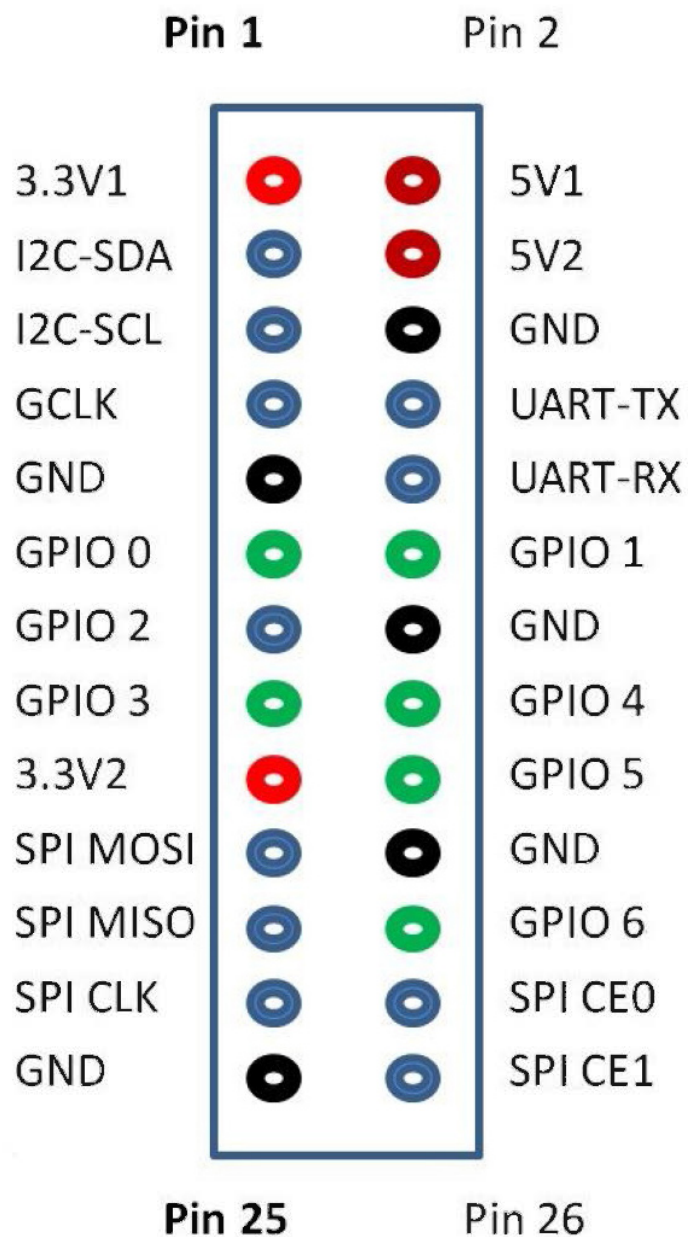 Pin 1 Pin 2
3.3V1 5V1
I2C-SDA 5V2
I2C-SCL GND
GCLK UART-TX
GND UART-RX
GPIO 0 GPIO 1
GPIO 2 GND
GPIO 3 GPIO 4
3.3V2 GPIO 5
SPI MOSI GND
SPI MISO GPIO 6
SPI CLK SPI CE0
GND SPI CE1
Pin 25 Pin 26